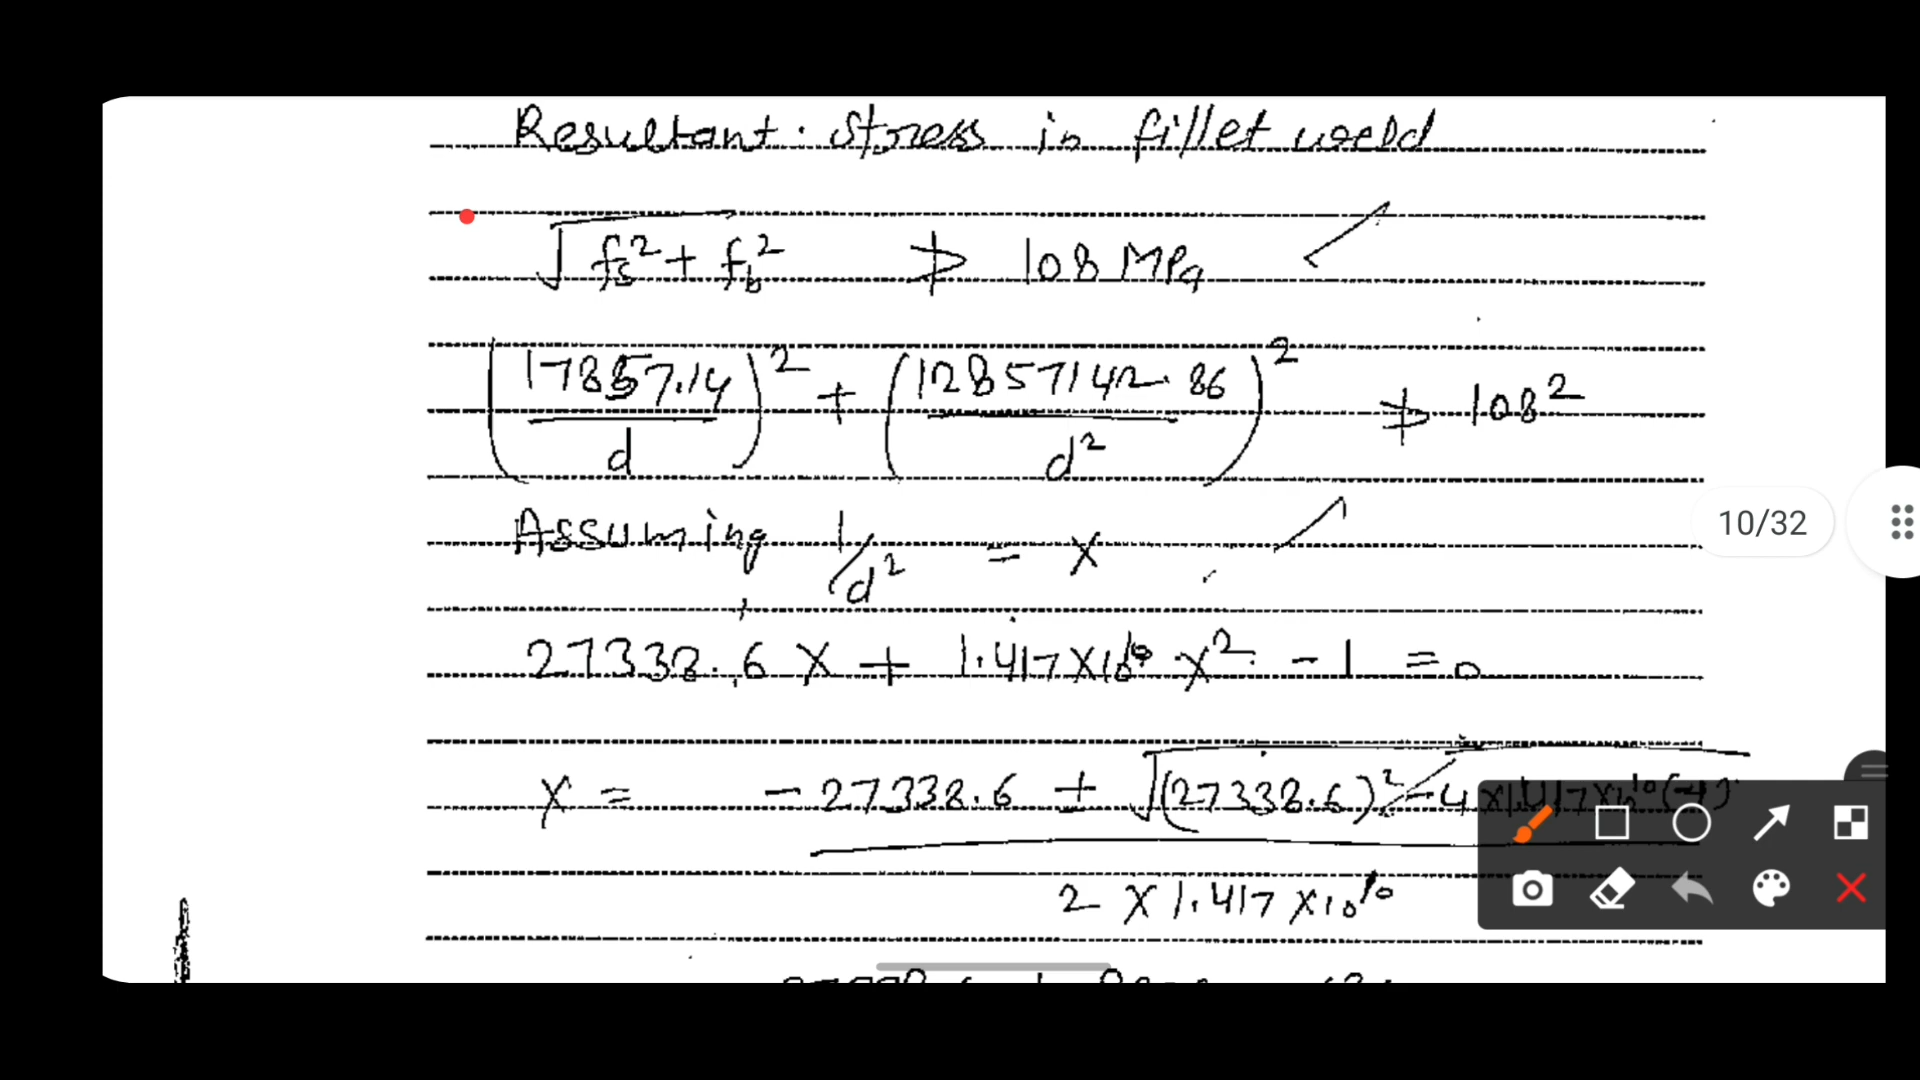 Resultant. Stress in fillet weld
√fs² + fb² ≯ 108 MPa
(17857.14/d)² + (12857142.86/d²)² ≯ 108²
Assuming 1/d² = X
10/32
27338.6 X + 1.417 X 10¹⁰ X² - 1 = 0
X = - 27338.6 ± √(27338.6)² - 4 X 1.417 X 10¹⁰ (-1)
2 X 1.417 X 10¹⁰